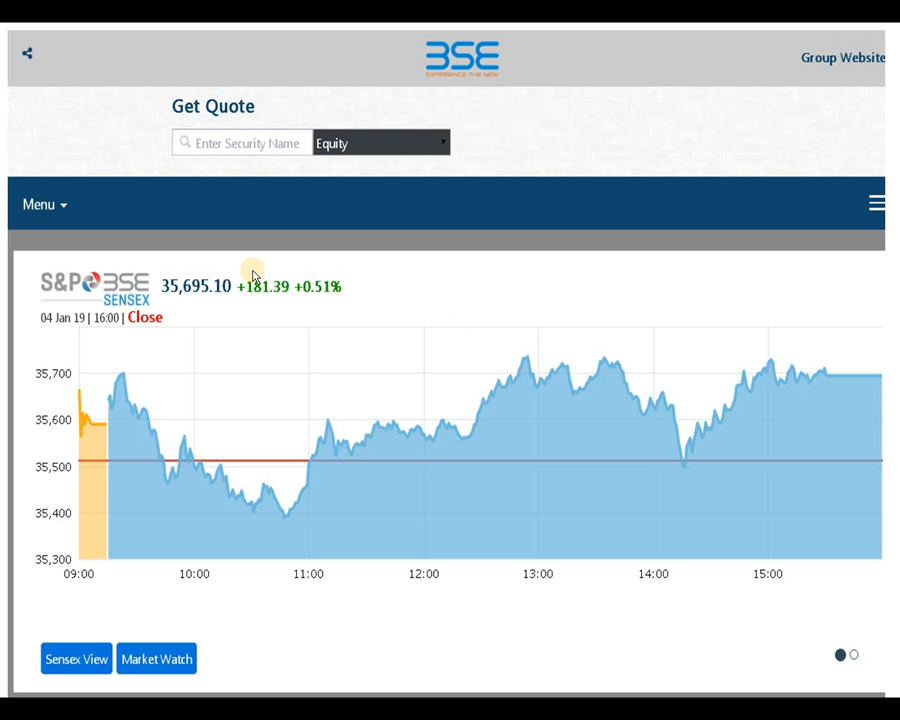 BSE
EXPERIENCE THE NEW
Group Website
Get Quote
Enter Security Name
Equity
Menu
S&P BSE
SENSEX
35,695.10 +181.39 +0.51%
04 Jan 19 | 16:00 | Close
35,700
35,600
35,500
35,400
35,300
09:00 10:00 11:00 12:00 13:00 14:00 15:00
Sensex View
Market Watch